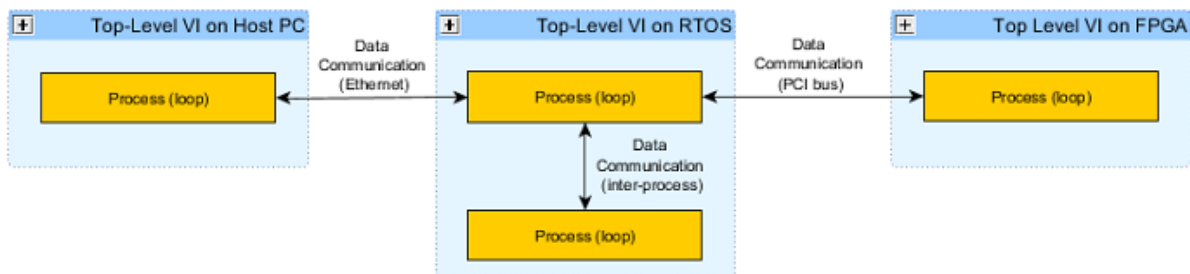 Top-Level VI on Host PC
Top-Level VI on RTOS
Top Level VI on FPGA
Process (loop)
Data
Communication
(Ethernet)
Process (loop)
Data
Communication
(PCI bus)
Process (loop)
Data
Communication
(inter-process)
Process (loop)